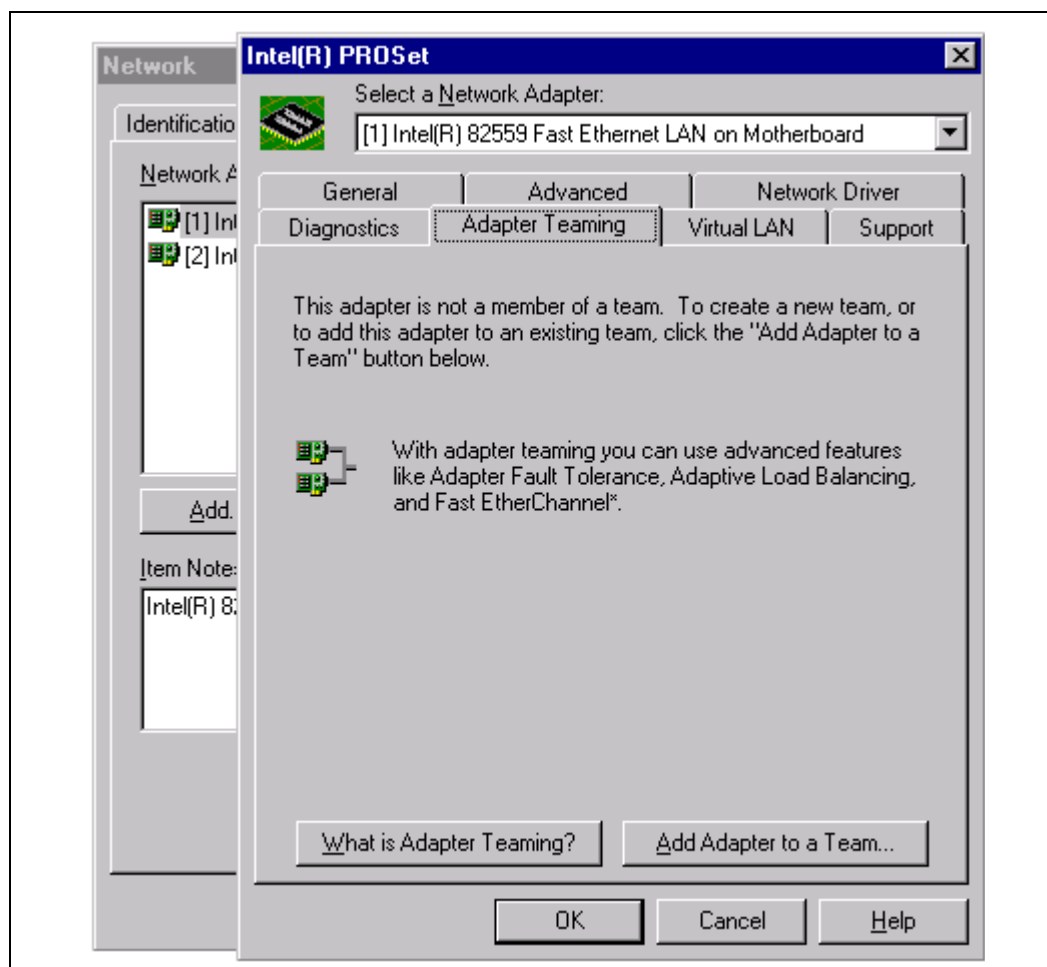 Network
Identificatio
Network A
[1] Int
[2] Int
Add.
Item Notes
Intel(R) 82
Intel(R) PROSet
Select a Network Adapter:
[1] Intel(R) 82559 Fast Ethernet LAN on Motherboard
General Advanced Network Driver
Diagnostics Adapter Teaming Virtual LAN Support
This adapter is not a member of a team. To create a new team, or
to add this adapter to an existing team, click the "Add Adapter to a
Team" button below.
With adapter teaming you can use advanced features
like Adapter Fault Tolerance, Adaptive Load Balancing,
and Fast EtherChannel*.
What is Adapter Teaming? Add Adapter to a Team...
OK Cancel Help